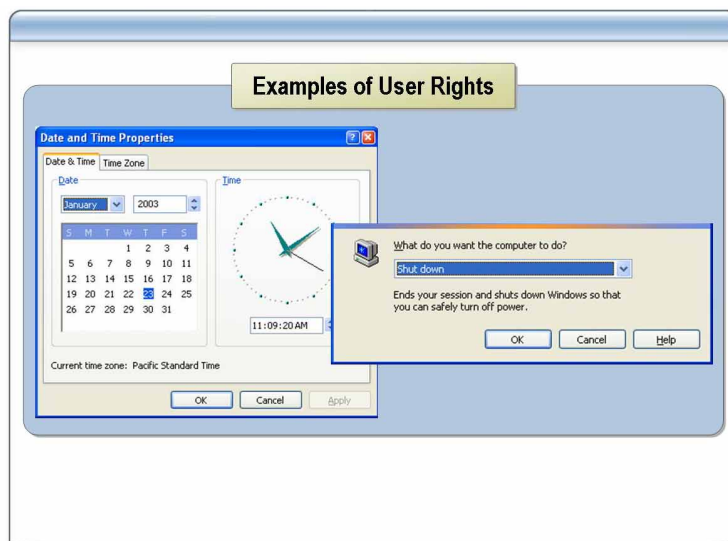 Examples of User Rights
Date and Time Properties
Date & Time Time Zone
Date
January 2003
S M T W T F S
1 2 3 4
5 6 7 8 9 10 11
12 13 14 15 16 17 18
19 20 21 22 23 24 25
26 27 28 29 30 31
Time
11:09:20 AM
Current time zone: Pacific Standard Time
OK Cancel Apply
What do you want the computer to do?
Shut down
Ends your session and shuts down Windows so that
you can safely turn off power.
OK Cancel Help